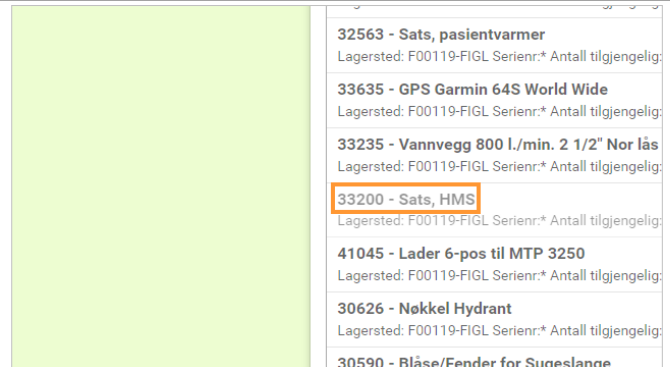 32563 - Sats, pasientvarmer
Lagersted: F00119-FIGL Serienr:* Antall tilgjengelig:
33635 - GPS Garmin 64S World Wide
Lagersted: F00119-FIGL Serienr:* Antall tilgjengelig:
33235 - Vannvegg 800 l./min. 2 1/2" Nor lås
Lagersted: F00119-FIGL Serienr:* Antall tilgjengelig:
33200 - Sats, HMS
Lagersted: F00119-FIGL Serienr:* Antall tilgjengelig:
41045 - Lader 6-pos til MTP 3250
Lagersted: F00119-FIGL Serienr:* Antall tilgjengelig:
30626 - Nøkkel Hydrant
Lagersted: F00119-FIGL Serienr:* Antall tilgjengelig:
30590 - Blåse/Fender for Sugeslange